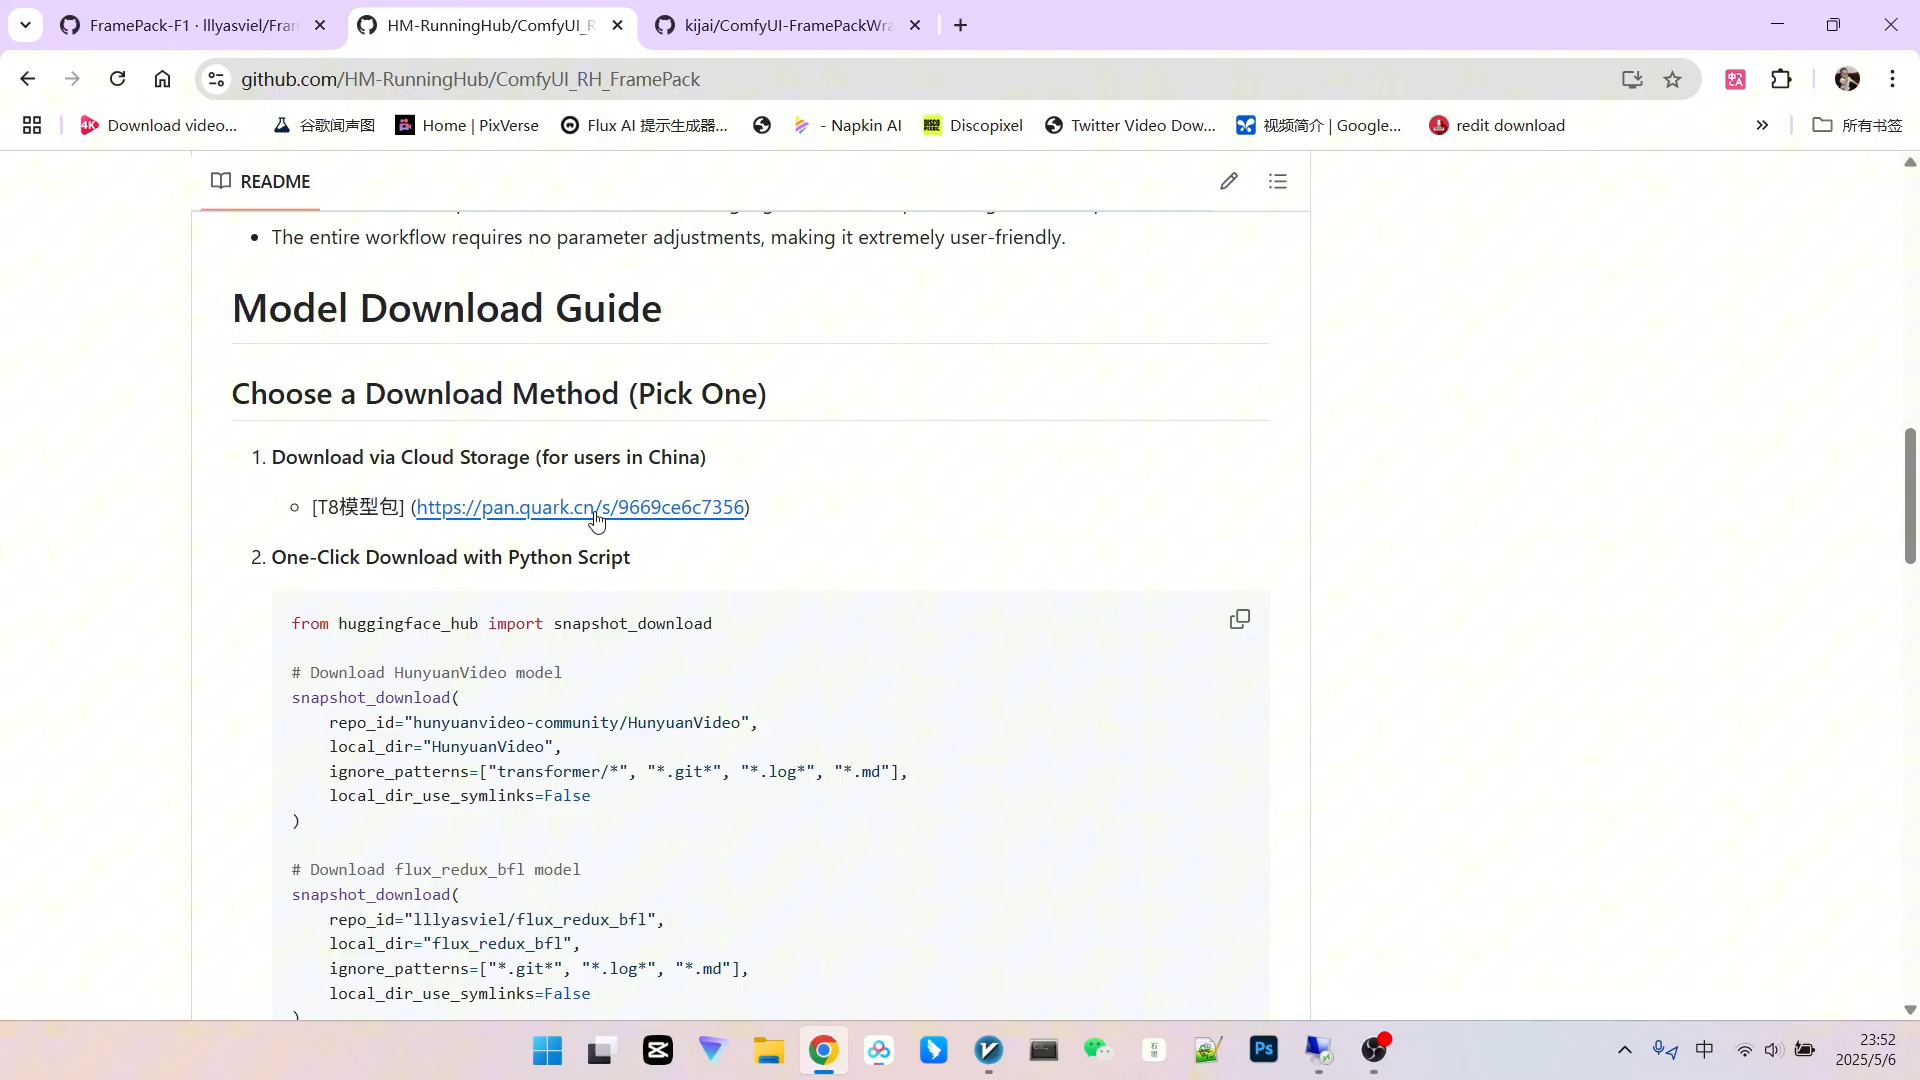 FramePack-F1 · lllyasviel/Fran
HM-RunningHub/ComfyUI_R
kijai/ComfyUI-FramePackWra
github.com/HM-RunningHub/ComfyUI_RH_FramePack
Download video...
谷歌闻声图
Home | PixVerse
Flux AI 提示生成器...
- Napkin AI
Discopixel
Twitter Video Dow...
视频简介 | Google...
redit download
所有书签
README
• The entire workflow requires no parameter adjustments, making it extremely user-friendly.
Model Download Guide
Choose a Download Method (Pick One)
1. Download via Cloud Storage (for users in China)
[T8模型包] (https://pan.quark.cn/s/9669ce6c7356)
2. One-Click Download with Python Script
from huggingface_hub import snapshot_download
# Download HunyuanVideo model
snapshot_download(
repo_id="hunyuanvideo-community/HunyuanVideo",
local_dir="HunyuanVideo",
ignore_patterns=["transformer/*", "*.git*", "*.log*", "*.md"],
local_dir_use_symlinks=False
)
# Download flux_redux_bfl model
snapshot_download(
repo_id="lllyasviel/flux_redux_bfl",
local_dir="flux_redux_bfl",
ignore_patterns=["*.git*", "*.log*", "*.md"],
local_dir_use_symlinks=False
)
Ps
中
23:52
2025/5/6